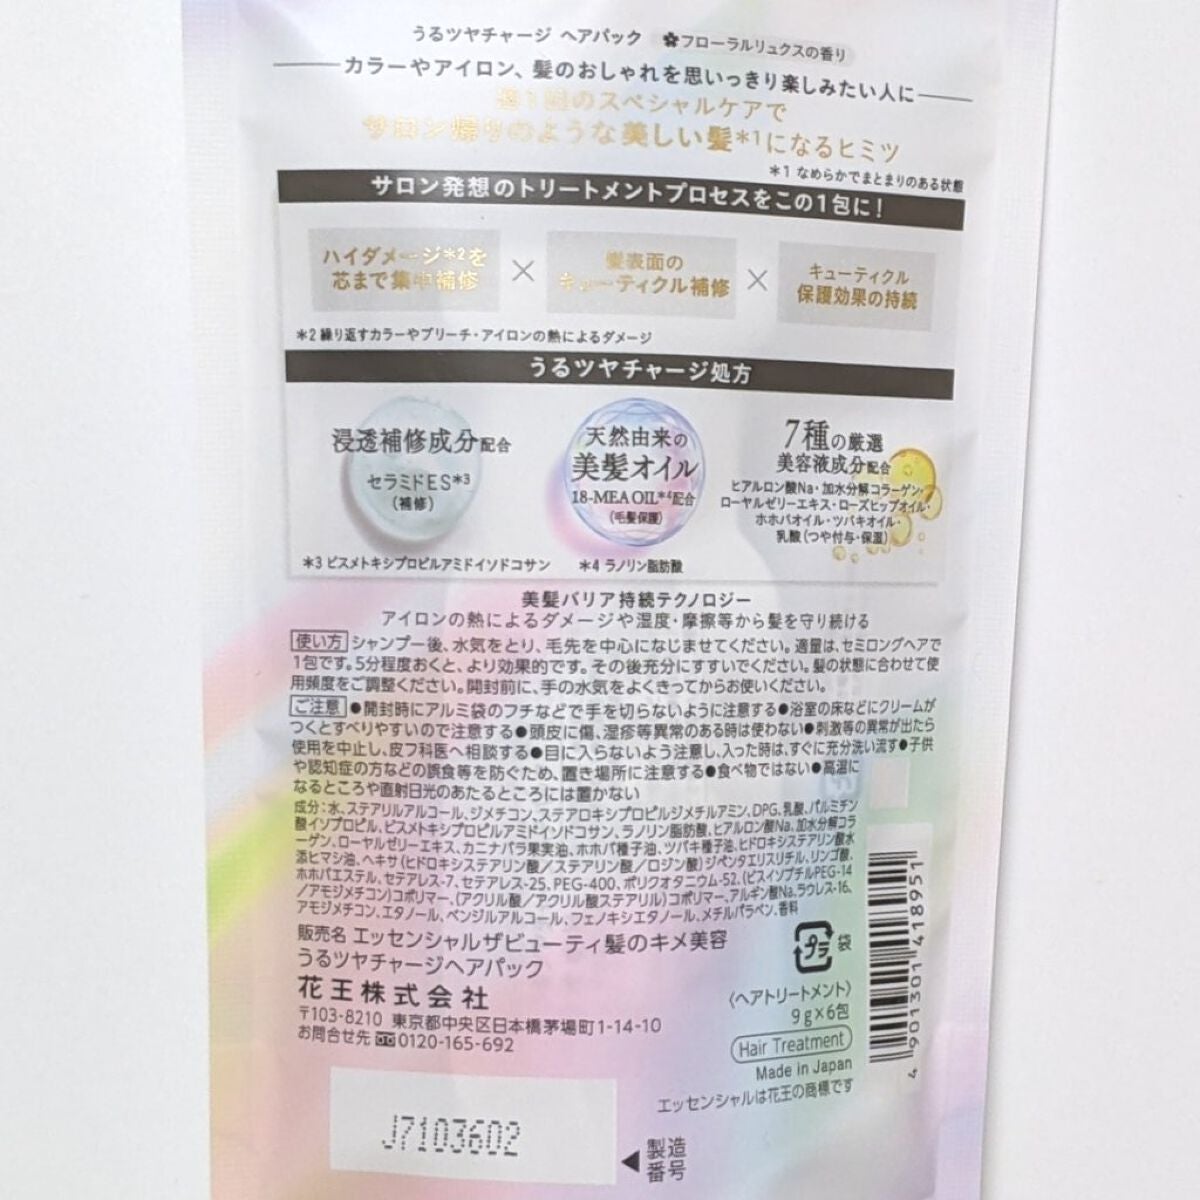 うるツヤチャージ ヘアパック ✿フローラルリュクスの香り
カラーやアイロン、髪のおしゃれを思いっきり楽しみたい人に
週1回のスペシャルケアで
サロン帰りのような美しい髪*1になるヒミツ
*1 なめらかでまとまりのある状態
サロン発想のトリートメントプロセスをこの1包に!
ハイダメージ*2を
芯まで集中補修
×
髪表面の
キューティクル補修
×
キューティクル
保護効果の持続
*2 繰り返すカラーやブリーチ・アイロンの熱によるダメージ
うるツヤチャージ処方
浸透補修成分配合
セラミドES*3
(補修)
天然由来の
美髪オイル
18-MEA OIL*4配合
(毛髪保護)
7種の厳選
美容液成分配合
ヒアルロン酸Na・加水分解コラーゲン・
ローヤルゼリーエキス・ローズヒップオイル・
ホホバオイル・ツバキオイル・
乳酸(つや付与・保湿)
*3 ビスメトキシプロピルアミドイソドコサン *4 ラノリン脂肪酸
美髪バリア持続テクノロジー
アイロンの熱によるダメージや湿度・摩擦等から髪を守り続ける
使い方 シャンプー後、水気をとり、毛先を中心になじませてください。適量は、セミロングヘアで
1包です。5分程度おくと、より効果的です。その後充分にすすいでください。髪の状態に合わせて使
用頻度をご調整ください。開封前に、手の水気をよくきってからお使いください。
ご注意 ●開封時にアルミ袋のフチなどで手を切らないように注意する●浴室の床などにクリームが
つくとすべりやすいので注意する●頭皮に傷、湿疹等異常のある時は使わない●刺激等の異常が出たら
使用を中止し、皮フ科医へ相談する●目に入らないよう注意し、入った時は、すぐに充分洗い流す●子供
や認知症の方などの誤食等を防ぐため、置き場所に注意する●食べ物ではない●高温に
なるところや直射日光のあたるところには置かない
成分:水、ステアリルアルコール、ジメチコン、ステアロキシプロピルジメチルアミン、DPG、乳酸、パルミチン
酸イソプロピル、ビスメトキシプロピルアミドイソドコサン、ラノリン脂肪酸、ヒアルロン酸Na、加水分解コラ
ーゲン、ローヤルゼリーエキス、カニナバラ果実油、ホホバ種子油、ツバキ種子油、ヒドロキシステアリン酸水
添ヒマシ油、ヘキサ(ヒドロキシステアリン酸/ステアリン酸/ロジン酸)ジペンタエリスリチル、リンゴ酸、
ホホバエステル、セテアレス-7、セテアレス-25、PEG-400、ポリクオタニウム-52、(ビスイソブチルPEG-14
/アモジメチコン)コポリマー、(アクリル酸/アクリル酸ステアリル)コポリマー、アルギン酸Na、ラウレス-16、
アモジメチコン、エタノール、ベンジルアルコール、フェノキシエタノール、メチルパラベン、香料
販売名 エッセンシャルザビューティ髪のキメ美容
うるツヤチャージヘアパック
花王株式会社
〒103-8210 東京都中央区日本橋茅場町1-14-10
お問合せ先 0120-165-692
プラ 袋
〈ヘアトリートメント〉
9g×6包
Hair Treatment
Made in Japan
エッセンシャルは花王の商標です
4 901301 418951
J7103602
◀製造
番号